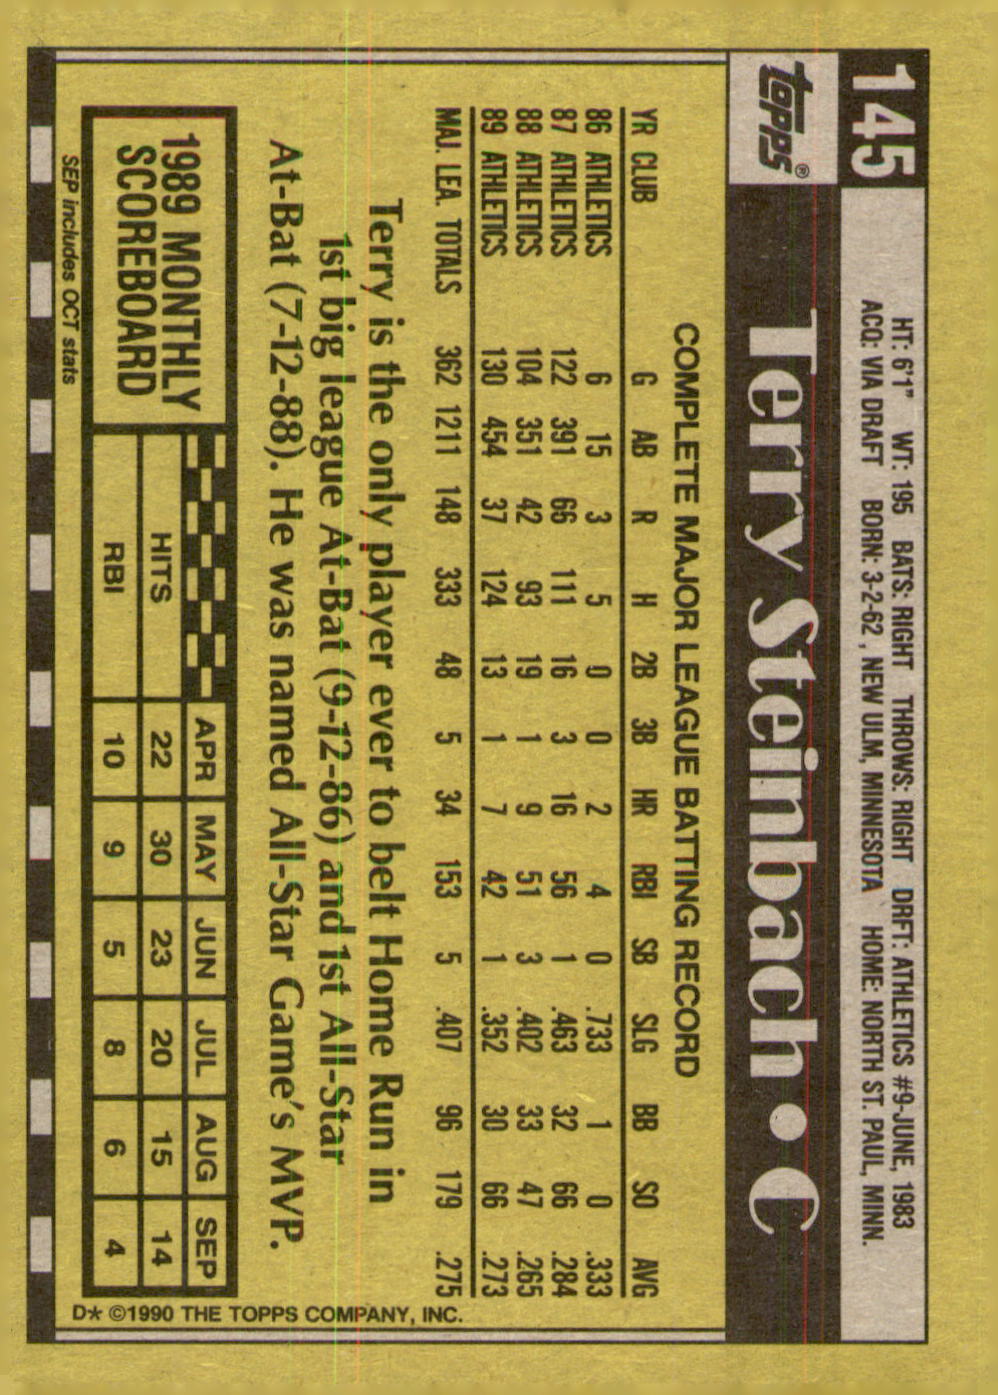 145
topps®
HT: 6'1" WT: 195 BATS: RIGHT THROWS: RIGHT DRFT: ATHLETICS #9-JUNE, 1983
ACQ: VIA DRAFT BORN: 3-2-62, NEW ULM, MINNESOTA HOME: NORTH ST. PAUL, MINN.
Terry Steinbach • C
COMPLETE MAJOR LEAGUE BATTING RECORD
YR CLUB G AB R H 2B 3B HR RBI SB SLG BB SO AVG
86 ATHLETICS 6 15 3 5 0 0 2 4 0 .733 1 0 .333
87 ATHLETICS 122 391 66 111 16 3 16 56 1 .463 32 66 .284
88 ATHLETICS 104 351 42 93 19 1 9 51 3 .402 33 47 .265
89 ATHLETICS 130 454 37 124 13 1 7 42 1 .352 30 66 .273
MAJ. LEA. TOTALS 362 1211 148 333 48 5 34 153 5 .407 96 179 .275
Terry is the only player ever to belt Home Run in
1st big league At-Bat (9-12-86) and 1st All-Star
At-Bat (7-12-88). He was named All-Star Game's MVP.
1989 MONTHLY
SCOREBOARD
APR MAY JUN JUL AUG SEP
HITS 22 30 23 20 15 14
RBI 10 9 5 8 6 4
SEP includes OCT stats
D* ©1990 THE TOPPS COMPANY, INC.